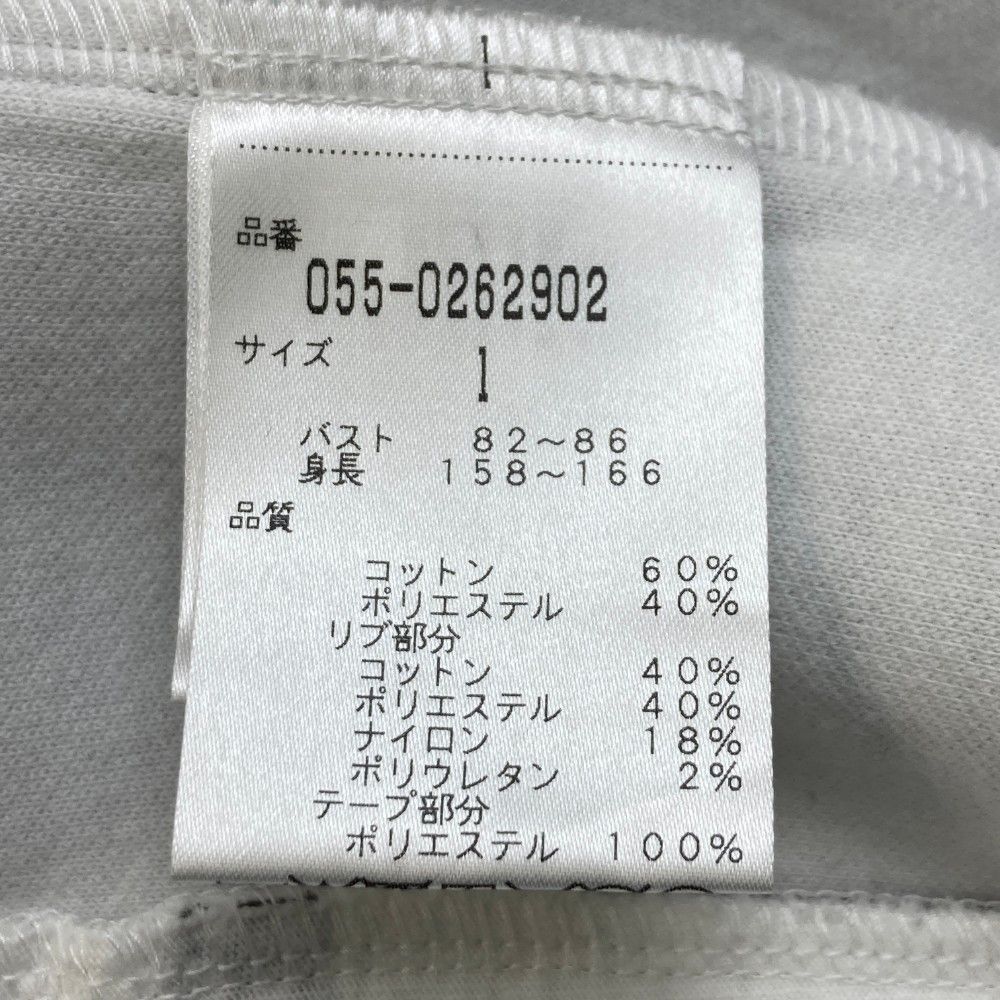 品番
055-0262902
サイズ
1
バスト 82〜86
身長 158〜166
品質
コットン 60%
ポリエステル 40%
リブ部分
コットン 40%
ポリエステル 40%
ナイロン 18%
ポリウレタン 2%
テープ部分
ポリエステル 100%